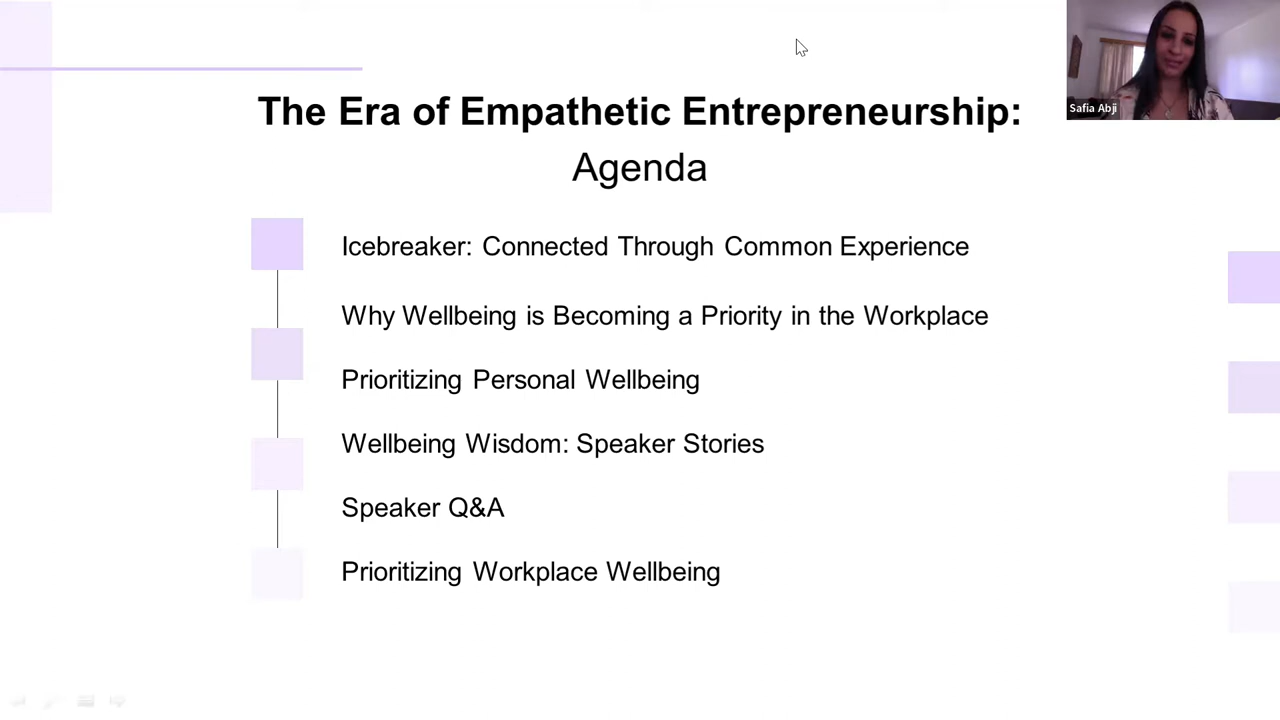 Safia Abji
The Era of Empathetic Entrepreneurship:
Agenda
Icebreaker: Connected Through Common Experience
Why Wellbeing is Becoming a Priority in the Workplace
Prioritizing Personal Wellbeing
Wellbeing Wisdom: Speaker Stories
Speaker Q&A
Prioritizing Workplace Wellbeing